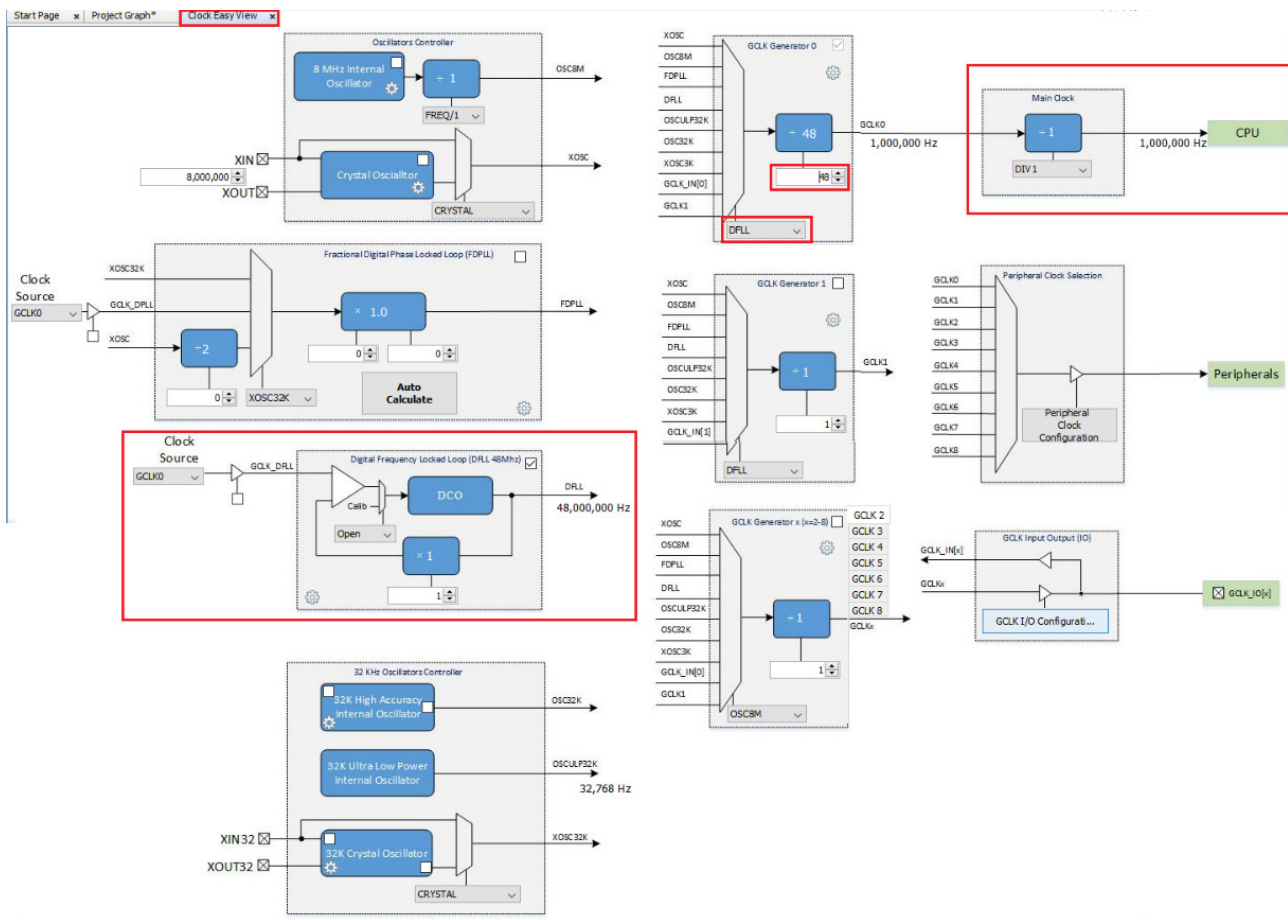 Start Page x Project Graph* Clock Easy View x
Oscillators Controller
8 MHz Internal
Oscillator
÷ 1
OSC8M
FREQ/1
XIN
8,000,000
XOUT
Crystal Oscialltor
XOSC
CRYSTAL
Fractional Digital Phase Locked Loop (FDPLL)
Clock
Source
GCLK0
XOSC32K
GCLK_DPLL
XOSC
÷2
0
XOSC32K
× 1.0
0 0
Auto
Calculate
FDPLL
Clock
Source
GCLK0
GCLK_DFLL
Digital Frequency Locked Loop (DFLL 48Mhz)
Calib
Open
DCO
× 1
1
DFLL
48,000,000 Hz
32 KHz Oscillators Controller
32K High Accuracy
Internal Oscillator
OSC32K
32K Ultra Low Power
Internal Oscillator
OSCULP32K
32,768 Hz
XIN32
XOUT32
32K Crystal Oscillator
XOSC32K
CRYSTAL
XOSC
OSC8M
FDPLL
DFLL
OSCULP32K
OSC32K
XOSC3K
GCLK_IN[0]
GCLK1
GCLK Generator 0
÷ 48
48
DFLL
GCLK0
1,000,000 Hz
Main Clock
÷1
DIV 1
1,000,000 Hz
CPU
XOSC
OSC8M
FDPLL
DFLL
OSCULP32K
OSC32K
XOSC3K
GCLK_IN[1]
GCLK Generator 1
÷1
1
DFLL
GCLK1
Peripheral Clock Selection
GCLK0
GCLK1
GCLK2
GCLK3
GCLK4
GCLK5
GCLK6
GCLK7
GCLK8
Peripheral
Clock
Configuration
Peripherals
XOSC
OSC8M
FDPLL
DFLL
OSCULP32K
OSC32K
XOSC3K
GCLK_IN[0]
GCLK1
GCLK Generator x (x=2-8)
÷1
1
OSC8M
GCLK 2
GCLK 3
GCLK 4
GCLK 5
GCLK 6
GCLK 7
GCLK 8
GCLKx
GCLK Input Output (IO)
GCLK_IN[x]
GCLKx
GCLK I/O Configurati...
GCLK_IO[x]